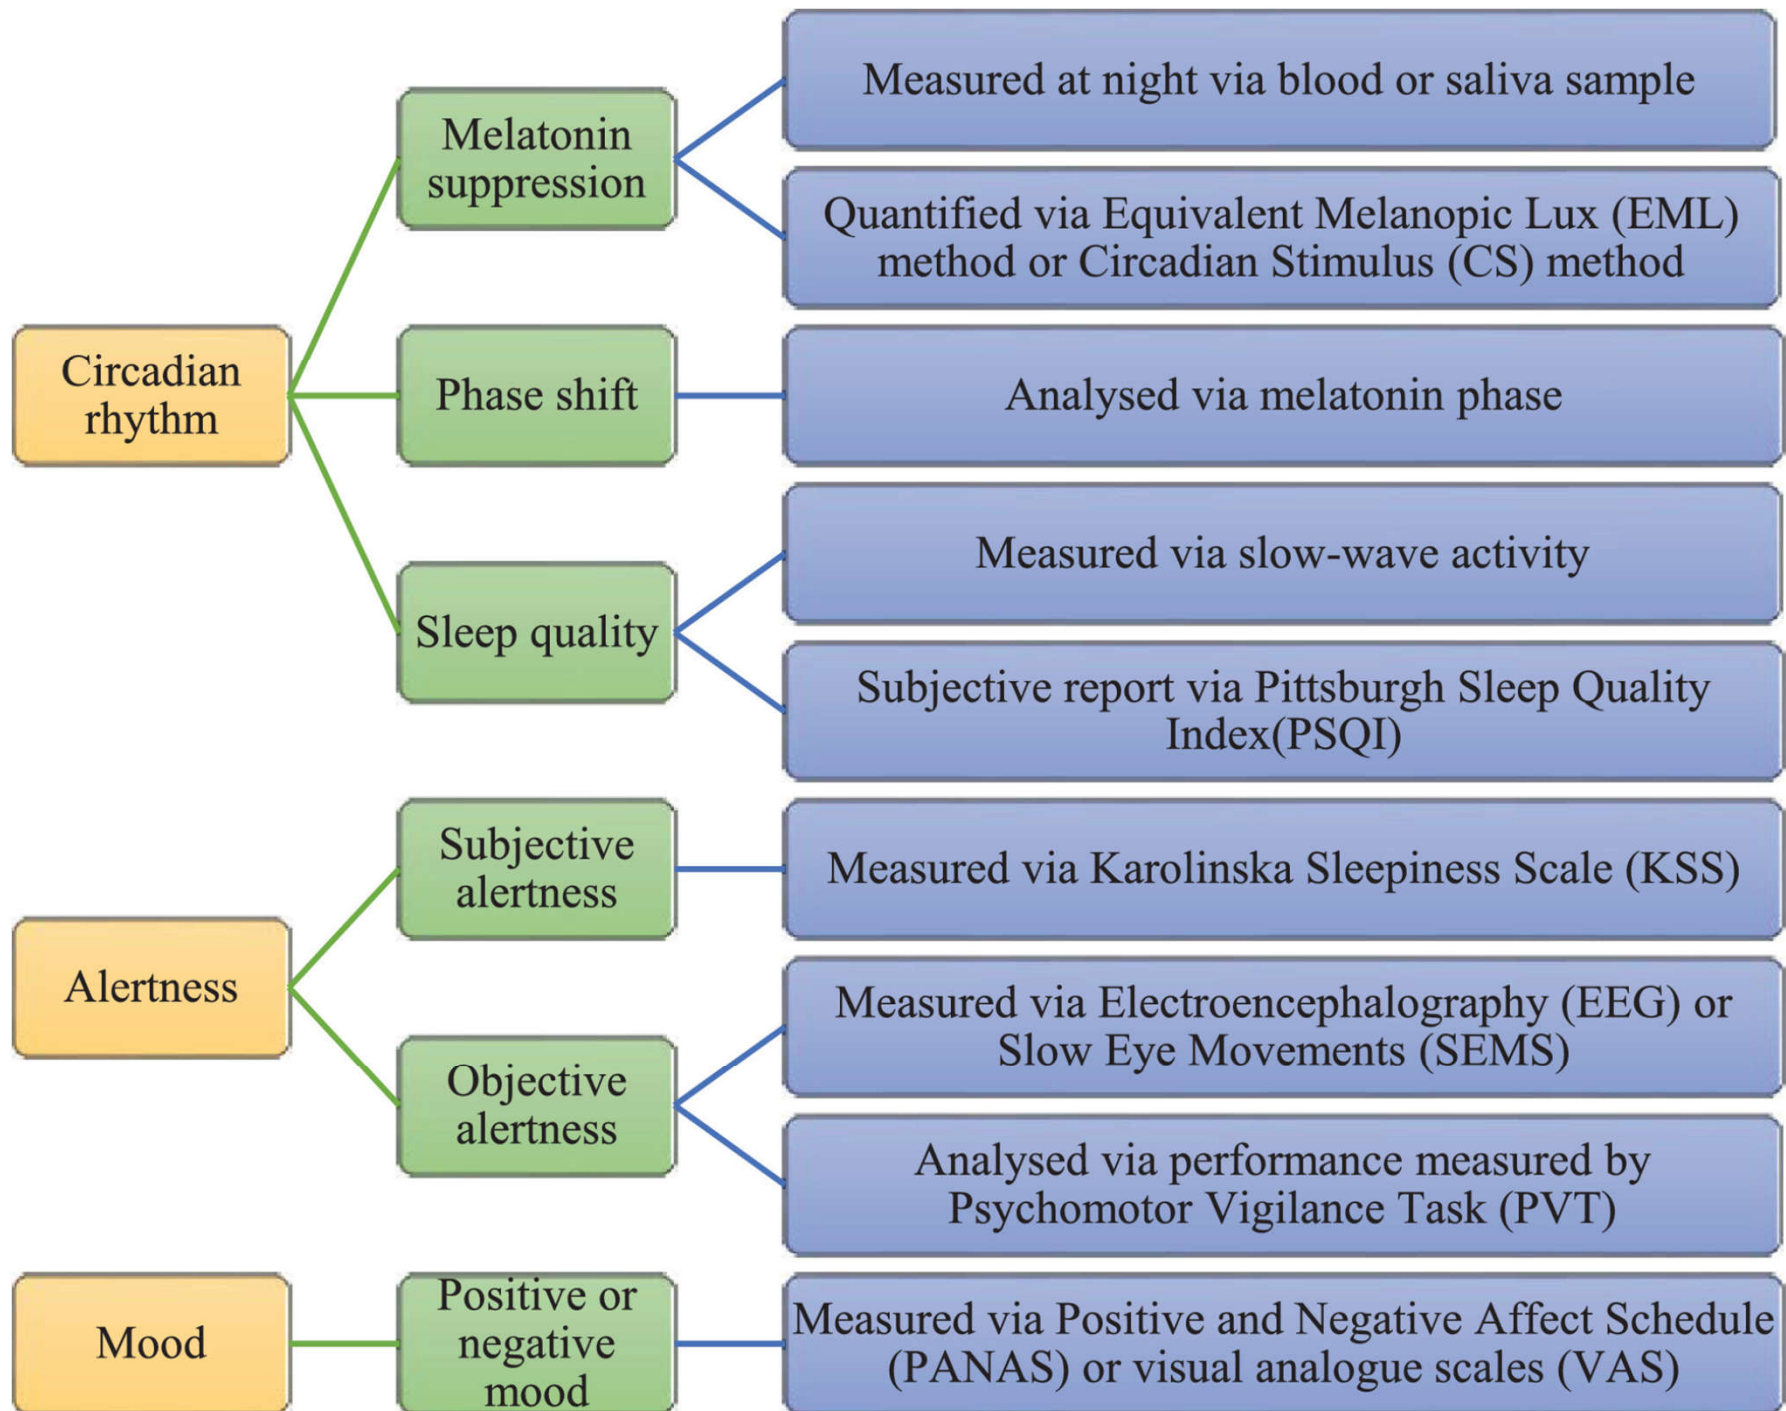 Circadian
rhythm
Melatonin
suppression
Measured at night via blood or saliva sample
Quantified via Equivalent Melanopic Lux (EML)
method or Circadian Stimulus (CS) method
Phase shift
Analysed via melatonin phase
Sleep quality
Measured via slow-wave activity
Subjective report via Pittsburgh Sleep Quality
Index(PSQI)
Alertness
Subjective
alertness
Measured via Karolinska Sleepiness Scale (KSS)
Objective
alertness
Measured via Electroencephalography (EEG) or
Slow Eye Movements (SEMS)
Analysed via performance measured by
Psychomotor Vigilance Task (PVT)
Mood
Positive or
negative
mood
Measured via Positive and Negative Affect Schedule
(PANAS) or visual analogue scales (VAS)